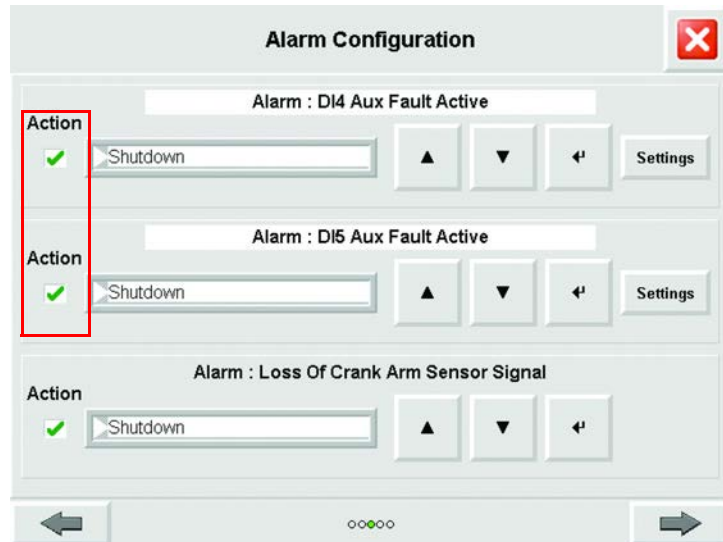 Alarm Configuration
Alarm : DI4 Aux Fault Active
Action
Shutdown
Settings
Alarm : DI5 Aux Fault Active
Action
Shutdown
Settings
Alarm : Loss Of Crank Arm Sensor Signal
Action
Shutdown